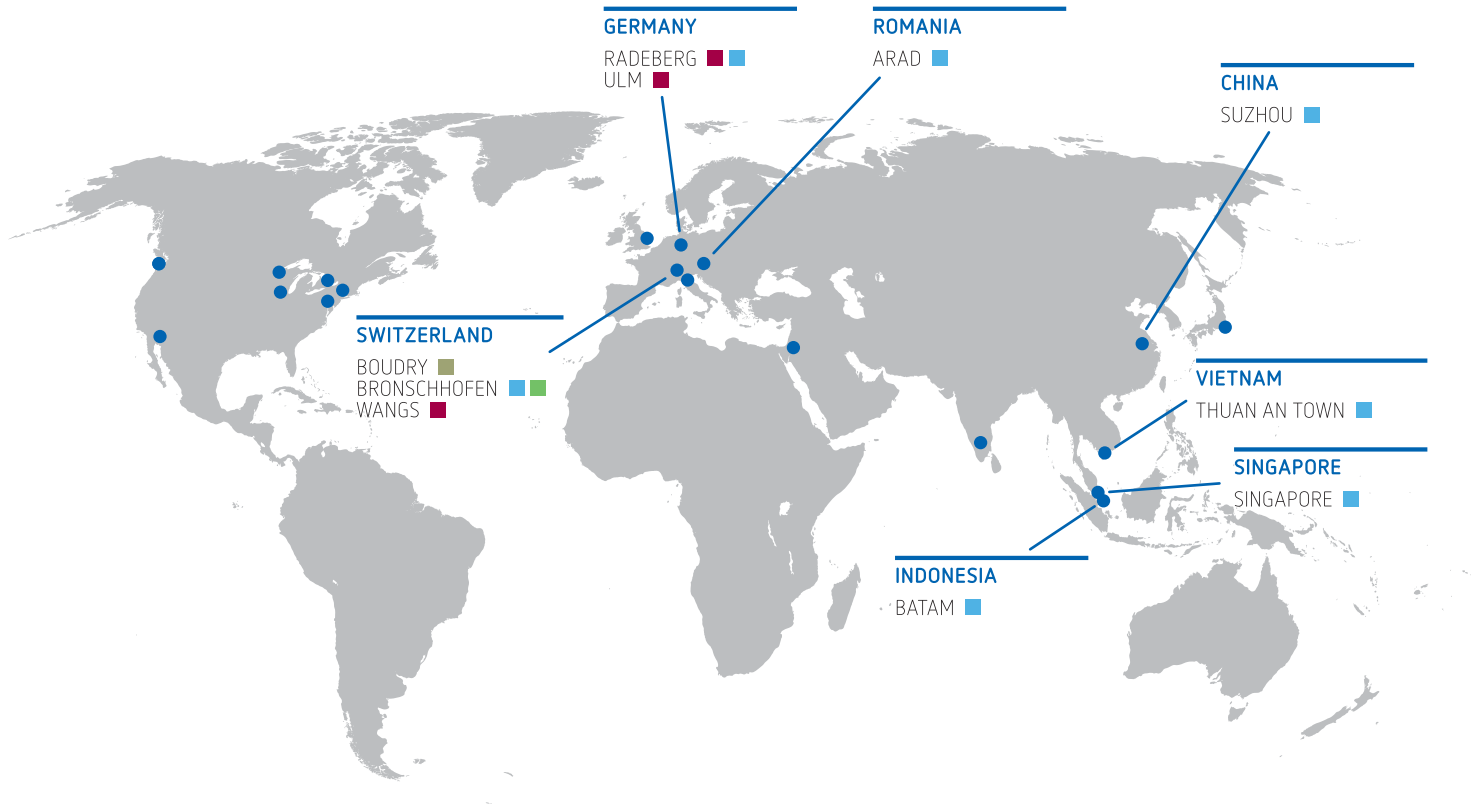 GERMANY
RADEBERG
ULM
ROMANIA
ARAD
CHINA
SUZHOU
SWITZERLAND
BOUDRY
BRONSCHHOFEN
WANGS
VIETNAM
THUAN AN TOWN
SINGAPORE
SINGAPORE
INDONESIA
BATAM